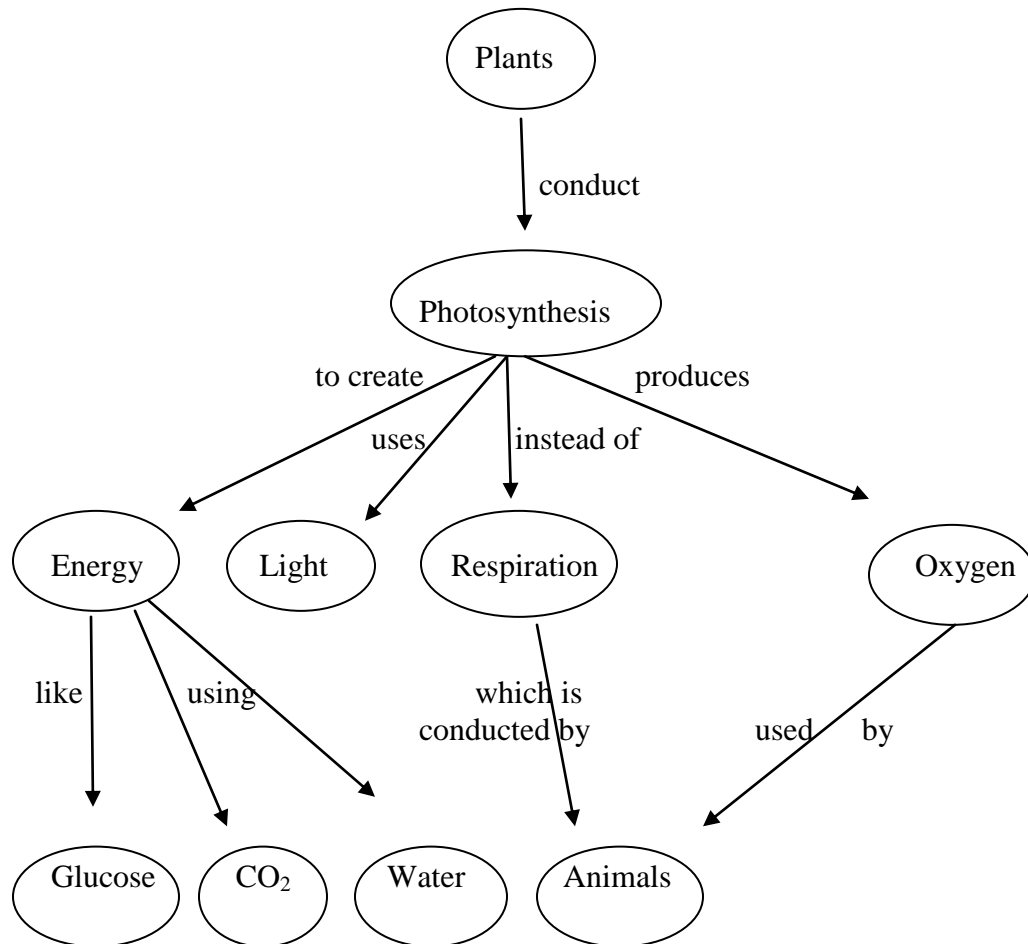 Plants
conduct
Photosynthesis
to create
produces
uses
instead of
Energy
Light
Respiration
Oxygen
like
using
which is
conducted by
used by
Glucose
CO₂
Water
Animals